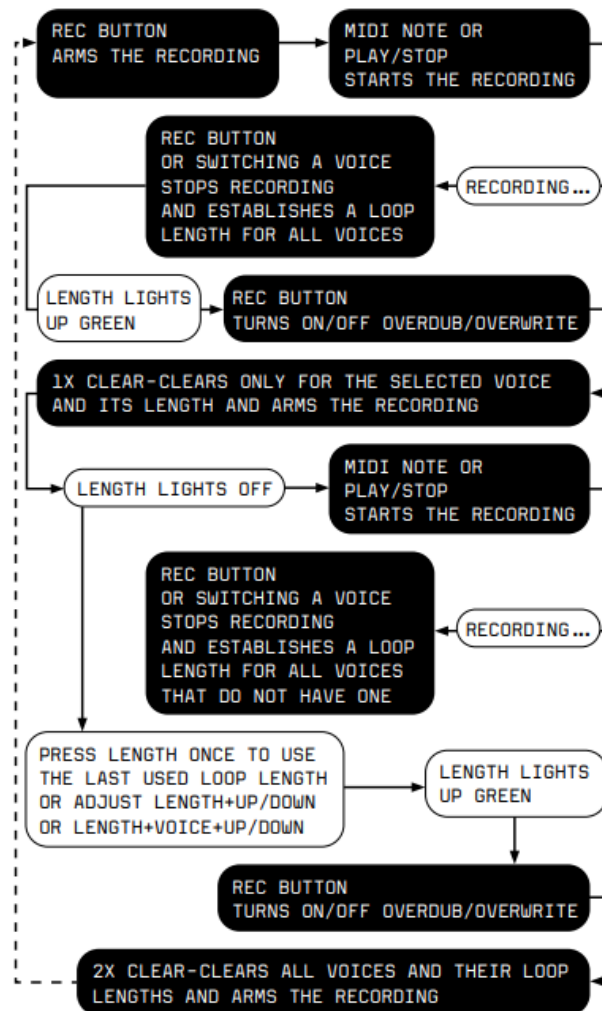 REC BUTTON
ARMS THE RECORDING
MIDI NOTE OR
PLAY/STOP
STARTS THE RECORDING
RECORDING...
REC BUTTON
OR SWITCHING A VOICE
STOPS RECORDING
AND ESTABLISHES A LOOP
LENGTH FOR ALL VOICES
LENGTH LIGHTS
UP GREEN
REC BUTTON
TURNS ON/OFF OVERDUB/OVERWRITE
1X CLEAR-CLEARS ONLY FOR THE SELECTED VOICE
AND ITS LENGTH AND ARMS THE RECORDING
LENGTH LIGHTS OFF
MIDI NOTE OR
PLAY/STOP
STARTS THE RECORDING
RECORDING...
REC BUTTON
OR SWITCHING A VOICE
STOPS RECORDING
AND ESTABLISHES A LOOP
LENGTH FOR ALL VOICES
THAT DO NOT HAVE ONE
PRESS LENGTH ONCE TO USE
THE LAST USED LOOP LENGTH
OR ADJUST LENGTH+UP/DOWN
OR LENGTH+VOICE+UP/DOWN
LENGTH LIGHTS
UP GREEN
REC BUTTON
TURNS ON/OFF OVERDUB/OVERWRITE
2X CLEAR-CLEARS ALL VOICES AND THEIR LOOP
LENGTHS AND ARMS THE RECORDING